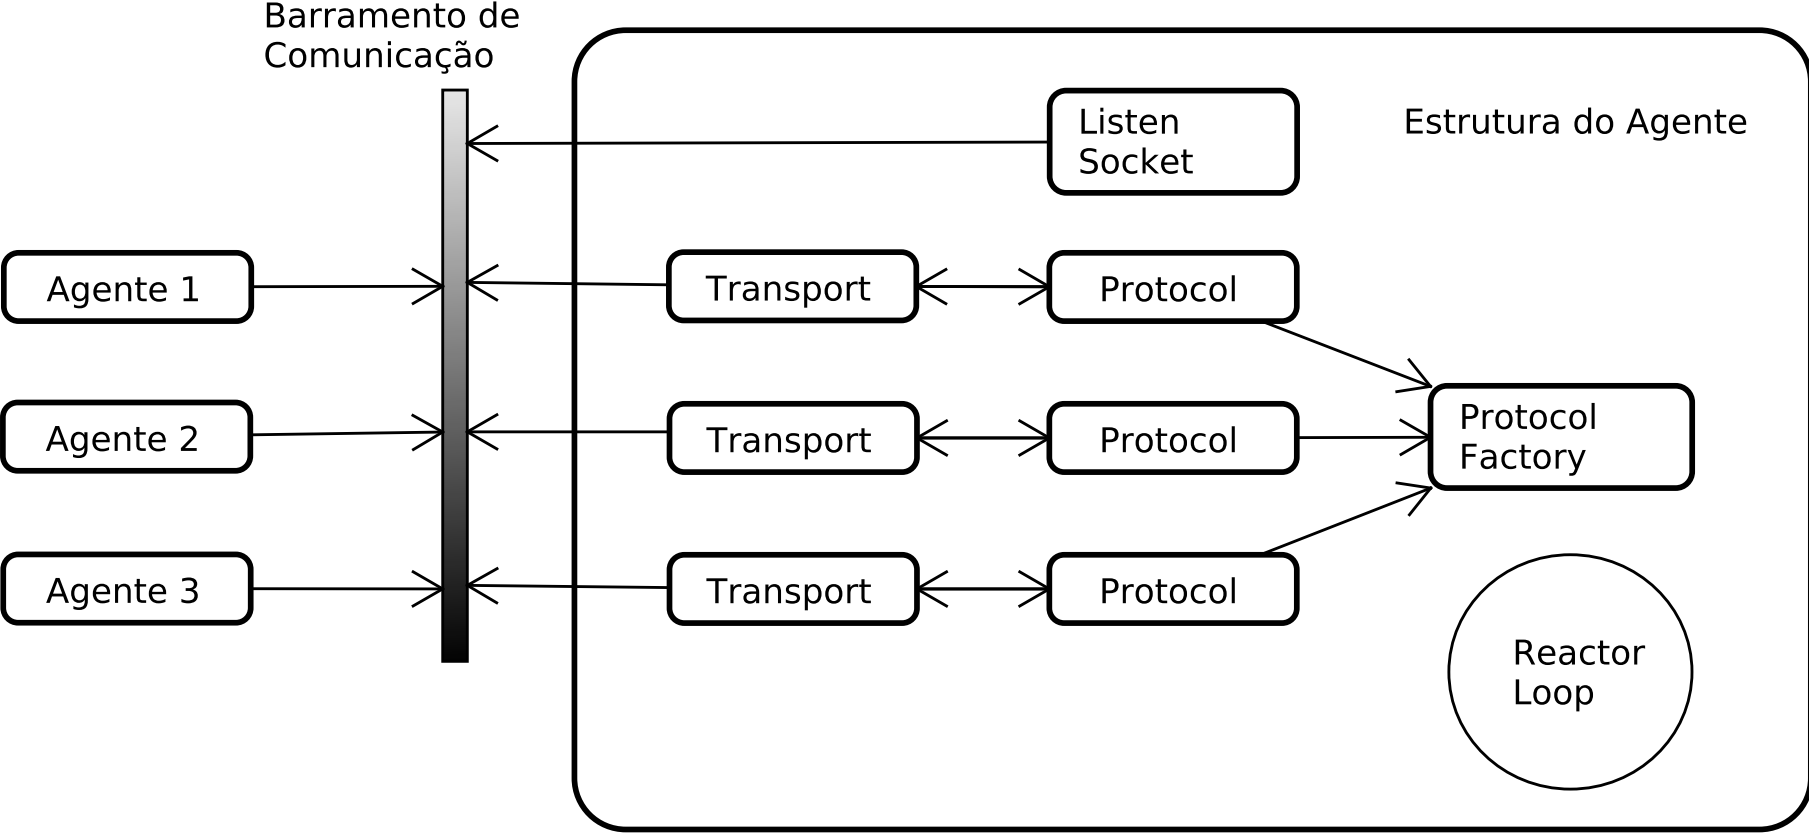 Barramento de
Comunicação
Listen
Socket
Estrutura do Agente
Agente 1
Transport
Protocol
Agente 2
Transport
Protocol
Protocol
Factory
Agente 3
Transport
Protocol
Reactor
Loop